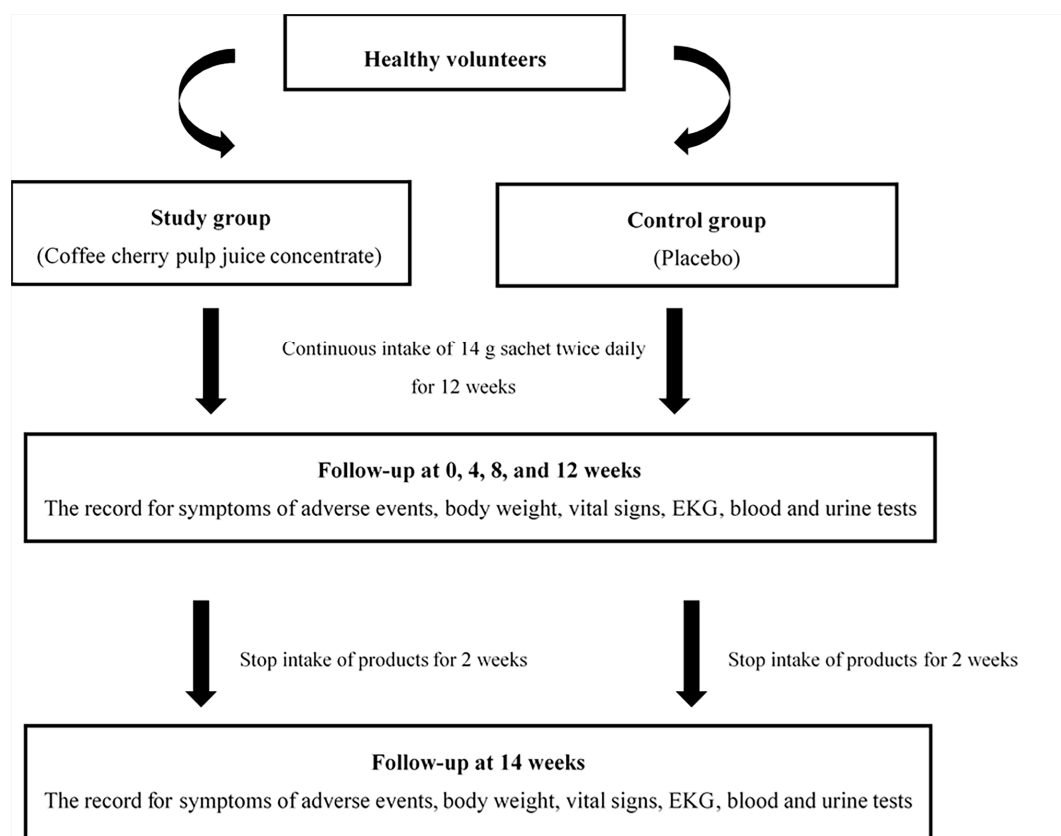 Healthy volunteers
Study group
(Coffee cherry pulp juice concentrate)
Control group
(Placebo)
Continuous intake of 14 g sachet twice daily
for 12 weeks
Follow-up at 0, 4, 8, and 12 weeks
The record for symptoms of adverse events, body weight, vital signs, EKG, blood and urine tests
Stop intake of products for 2 weeks
Stop intake of products for 2 weeks
Follow-up at 14 weeks
The record for symptoms of adverse events, body weight, vital signs, EKG, blood and urine tests